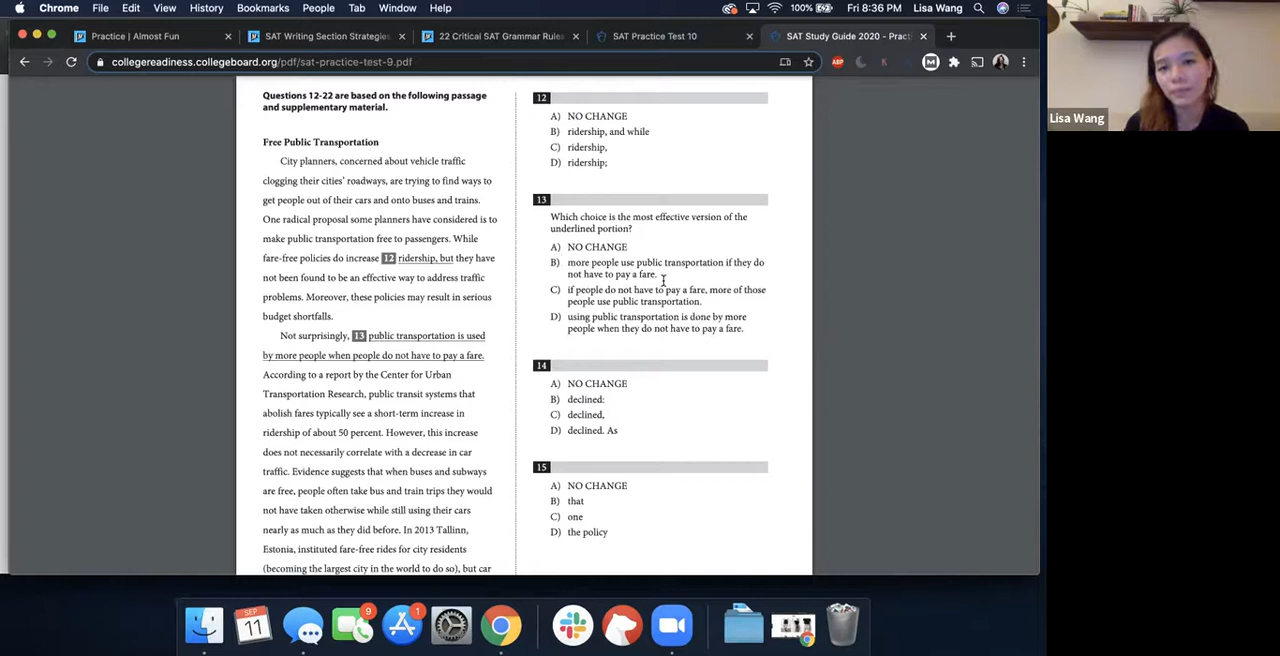 Chrome File Edit View History Bookmarks People Tab Window Help 100% Fri 8:36 PM Lisa Wang
Practice | Almost Fun SAT Writing Section Strategies 22 Critical SAT Grammar Rules SAT Practice Test 10 SAT Study Guide 2020 - Pract
collegereadiness.collegeboard.org/pdf/sat-practice-test-9.pdf
ABP K M
Lisa Wang
Questions 12-22 are based on the following passage
and supplementary material.
Free Public Transportation
City planners, concerned about vehicle traffic
clogging their cities' roadways, are trying to find ways to
get people out of their cars and onto buses and trains.
One radical proposal some planners have considered is to
make public transportation free to passengers. While
fare-free policies do increase 12 ridership, but they have
not been found to be an effective way to address traffic
problems. Moreover, these policies may result in serious
budget shortfalls.
Not surprisingly, 13 public transportation is used
by more people when people do not have to pay a fare.
According to a report by the Center for Urban
Transportation Research, public transit systems that
abolish fares typically see a short-term increase in
ridership of about 50 percent. However, this increase
does not necessarily correlate with a decrease in car
traffic. Evidence suggests that when buses and subways
are free, people often take bus and train trips they would
not have taken otherwise while still using their cars
nearly as much as they did before. In 2013 Tallinn,
Estonia, instituted fare-free rides for city residents
(becoming the largest city in the world to do so), but car
12
A) NO CHANGE
B) ridership, and while
C) ridership,
D) ridership;
13
Which choice is the most effective version of the
underlined portion?
A) NO CHANGE
B) more people use public transportation if they do
not have to pay a fare.
C) if people do not have to pay a fare, more of those
people use public transportation.
D) using public transportation is done by more
people when they do not have to pay a fare.
14
A) NO CHANGE
B) declined:
C) declined,
D) declined. As
15
A) NO CHANGE
B) that
C) one
D) the policy
SEP
11
9
1